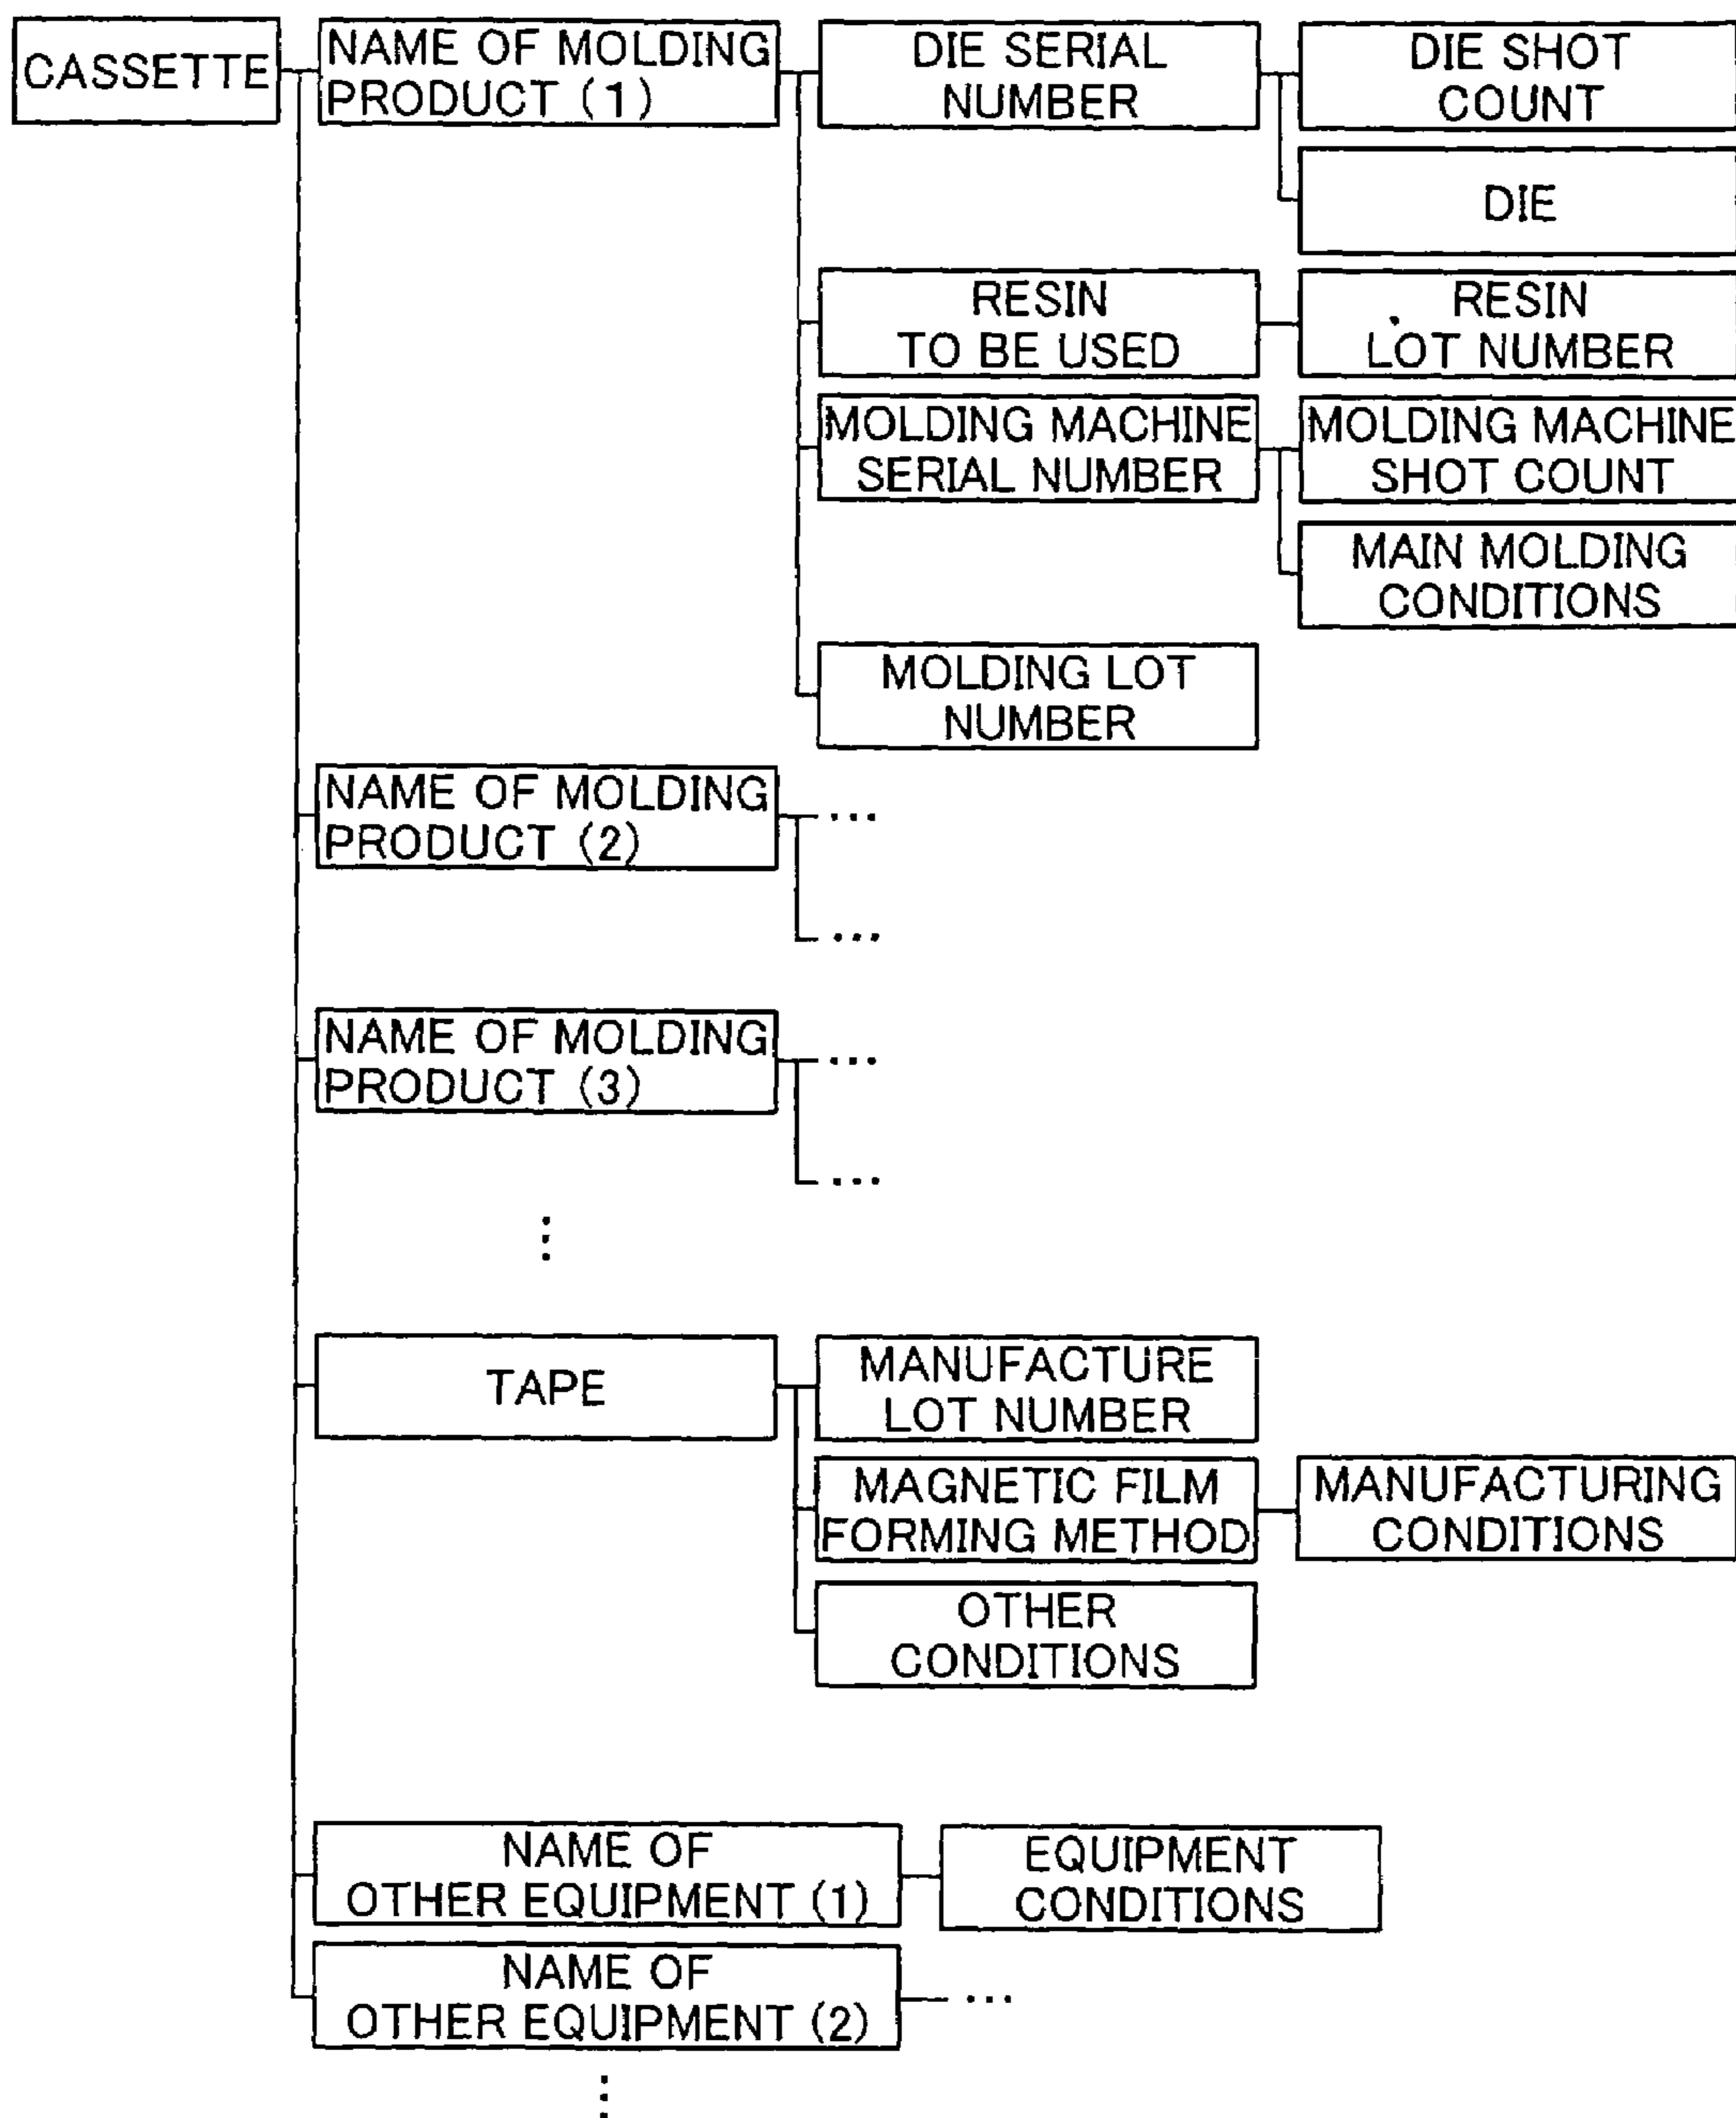 CASSETTE
NAME OF MOLDING
PRODUCT (1)
DIE SERIAL
NUMBER
DIE SHOT
COUNT
DIE
RESIN
TO BE USED
RESIN
LOT NUMBER
MOLDING MACHINE
SERIAL NUMBER
MOLDING MACHINE
SHOT COUNT
MAIN MOLDING
CONDITIONS
MOLDING LOT
NUMBER
NAME OF MOLDING
PRODUCT (2)
...
...
NAME OF MOLDING
PRODUCT (3)
...
...
⋮
TAPE
MANUFACTURE
LOT NUMBER
MAGNETIC FILM
FORMING METHOD
MANUFACTURING
CONDITIONS
OTHER
CONDITIONS
NAME OF
OTHER EQUIPMENT (1)
EQUIPMENT
CONDITIONS
NAME OF
OTHER EQUIPMENT (2)
...
⋮